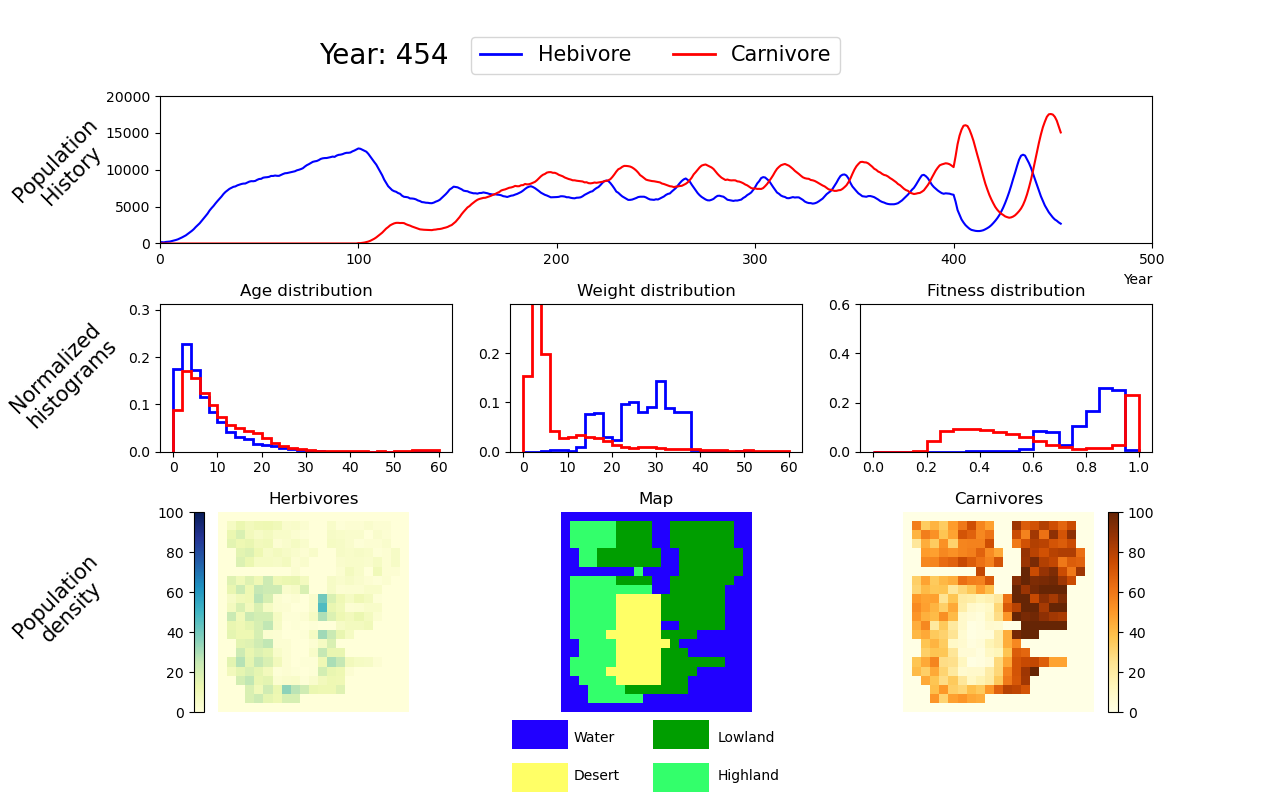 Year: 454
Hebivore
Carnivore
Population
History
20000
15000
10000
5000
0
0 100 200 300 400 500
Year
Normalized
histograms
Age distribution
0.3
0.2
0.1
0.0
0 10 20 30 40 50 60
Weight distribution
0.2
0.1
0.0
0 10 20 30 40 50 60
Fitness distribution
0.6
0.4
0.2
0.0
0.0 0.2 0.4 0.6 0.8 1.0
Population
density
Herbivores
100
80
60
40
20
0
Map
Carnivores
100
80
60
40
20
0
Water
Lowland
Desert
Highland